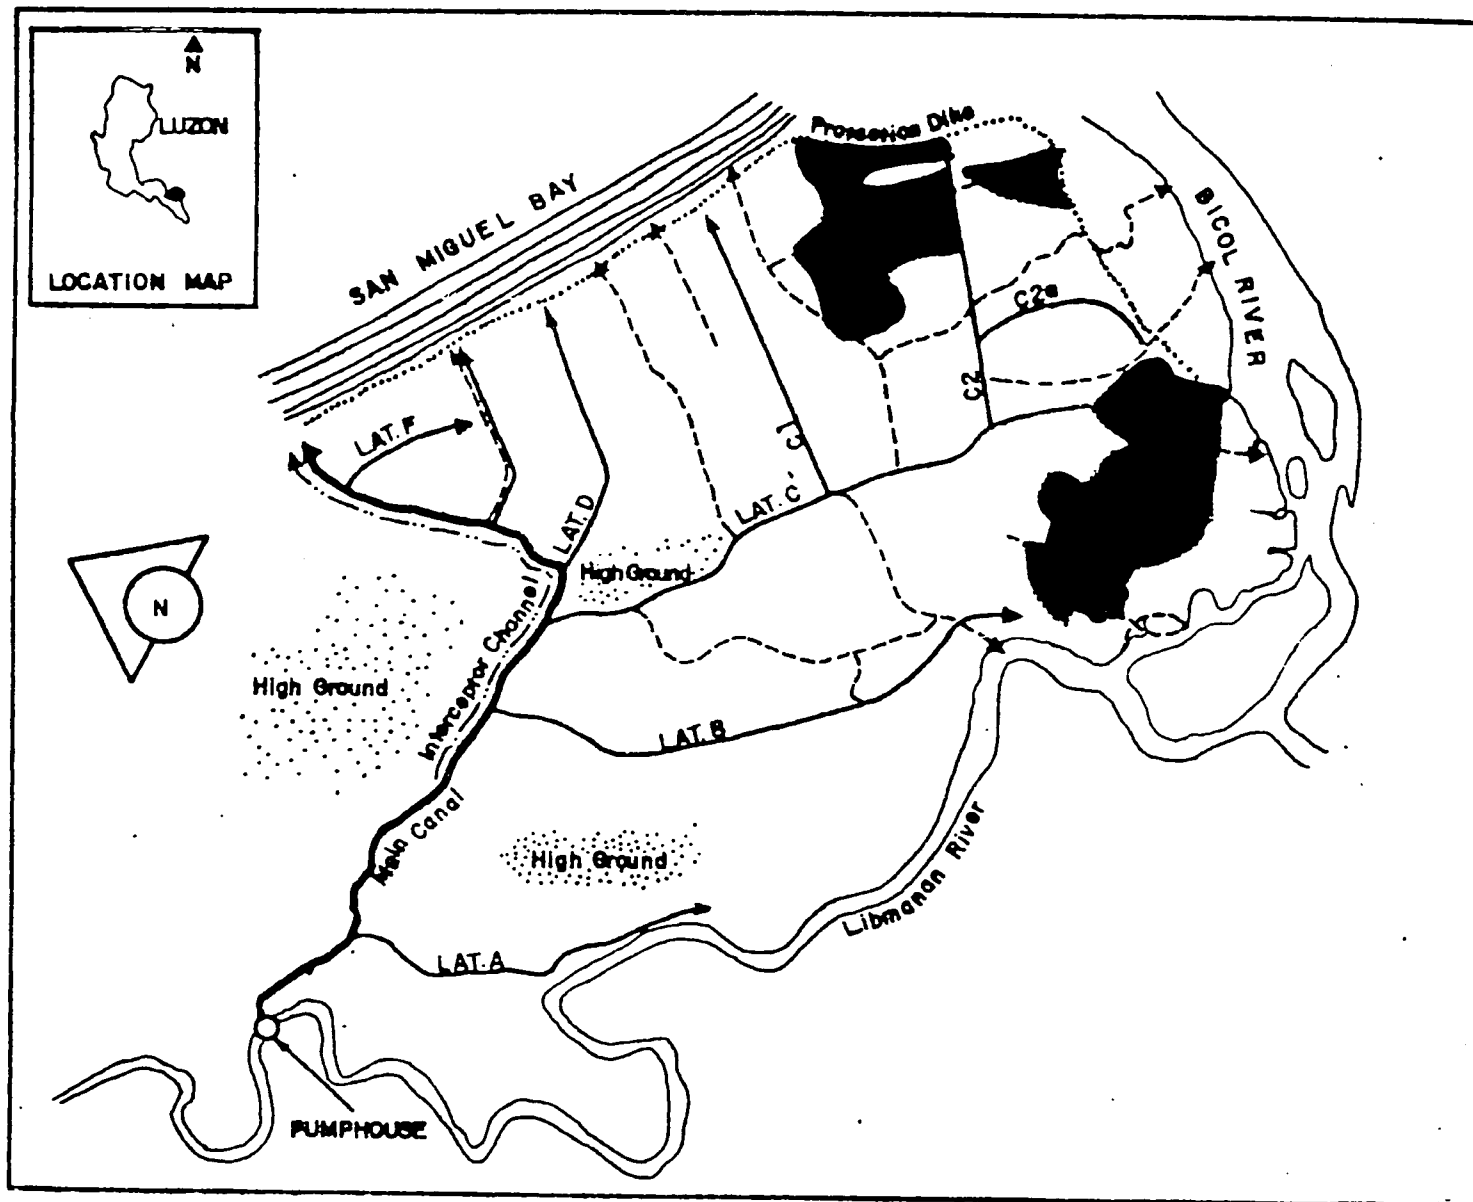 N
LUZON
LOCATION MAP
SAN MIGUEL BAY
Protection Dike
BICOL RIVER
C2a
C2
C1
LAT. F
LAT. D
LAT. C
High Ground
N
High Ground
Interceptor Channel
LAT. B
Main Canal
High Ground
Libmanan River
LAT. A
PUMPHOUSE